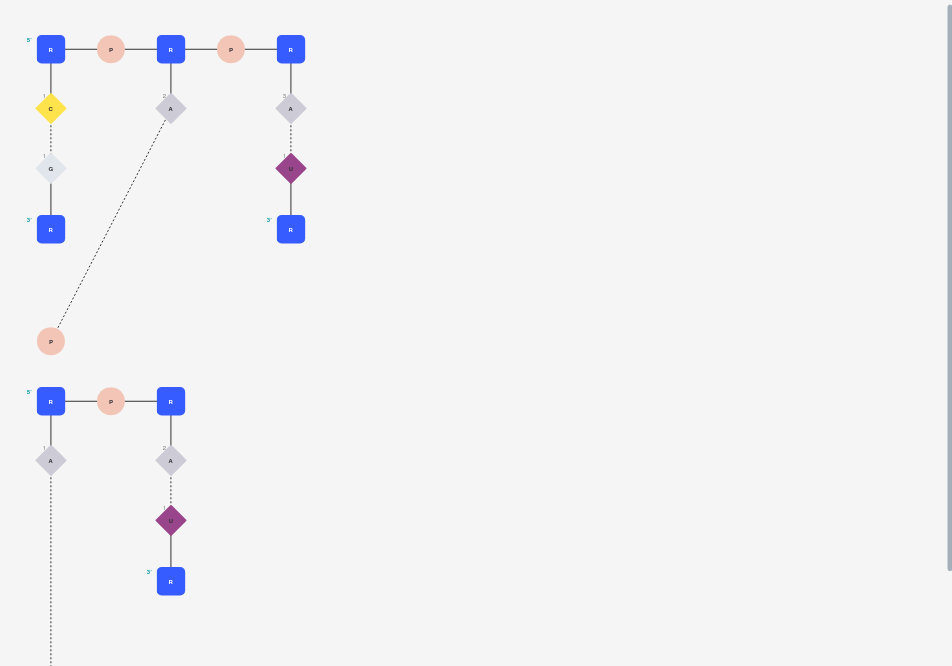 5' R P R P R
1 2 3
C A A
1 1
G U
3' R 3' R
P
5' R P R
1 2
A A
1
U
3' R